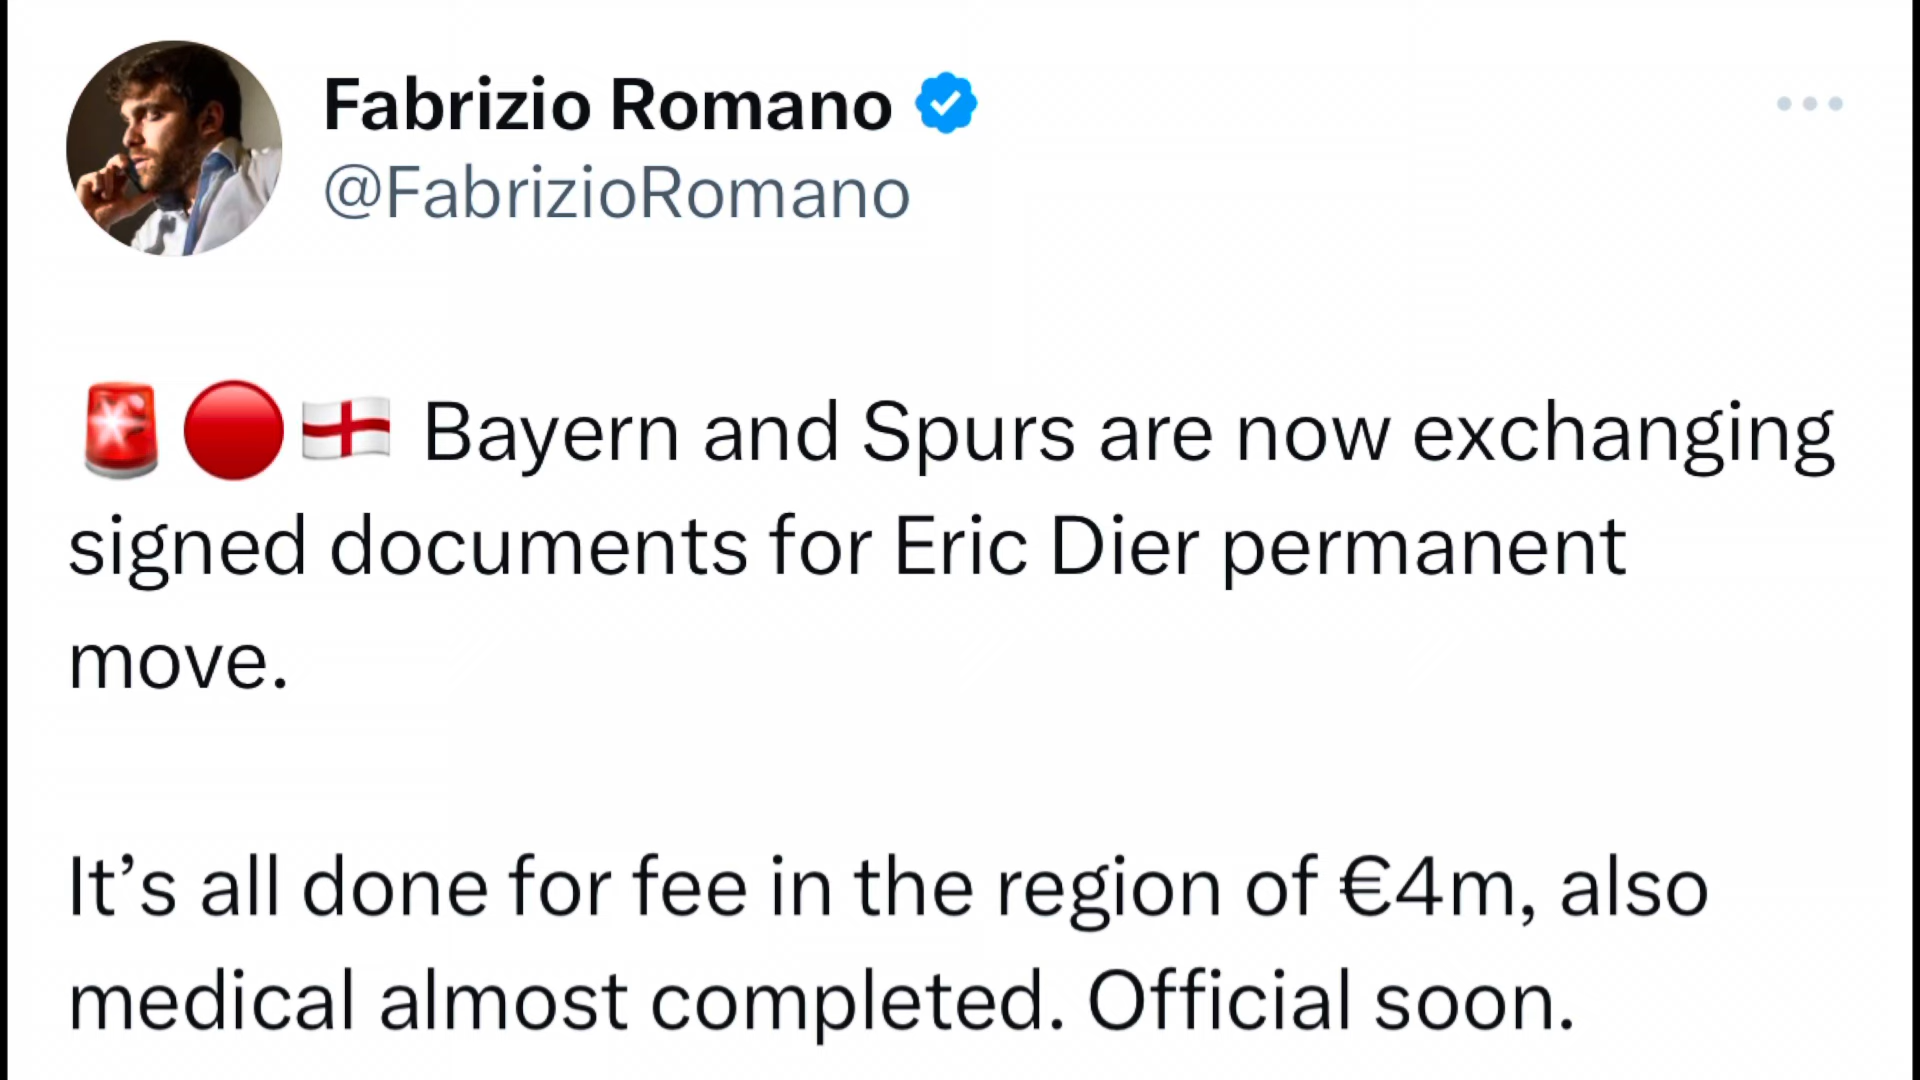 Fabrizio Romano
@FabrizioRomano
🚨🔴🏴󠁧󠁢󠁥󠁮󠁧󠁿 Bayern and Spurs are now exchanging
signed documents for Eric Dier permanent
move.
It’s all done for fee in the region of €4m, also
medical almost completed. Official soon.